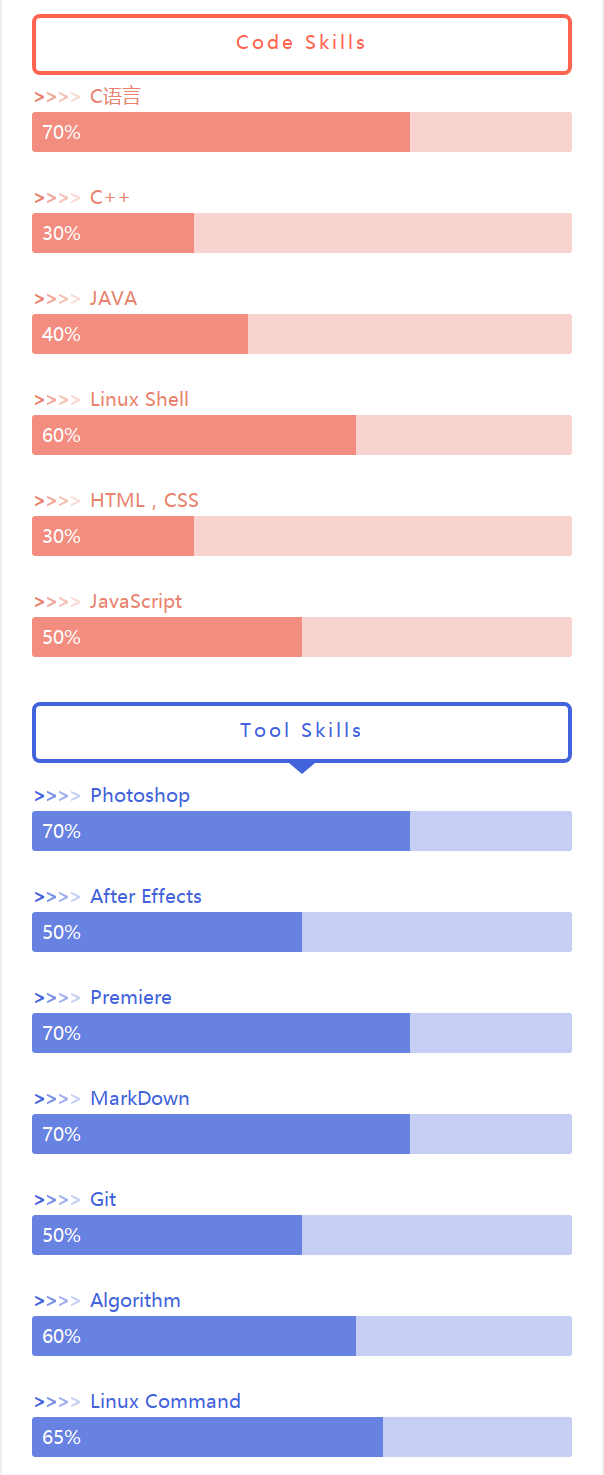 Code Skills
>>>> C语言
70%
>>>> C++
30%
>>>> JAVA
40%
>>>> Linux Shell
60%
>>>> HTML，CSS
30%
>>>> JavaScript
50%
Tool Skills
>>>> Photoshop
70%
>>>> After Effects
50%
>>>> Premiere
70%
>>>> MarkDown
70%
>>>> Git
50%
>>>> Algorithm
60%
>>>> Linux Command
65%